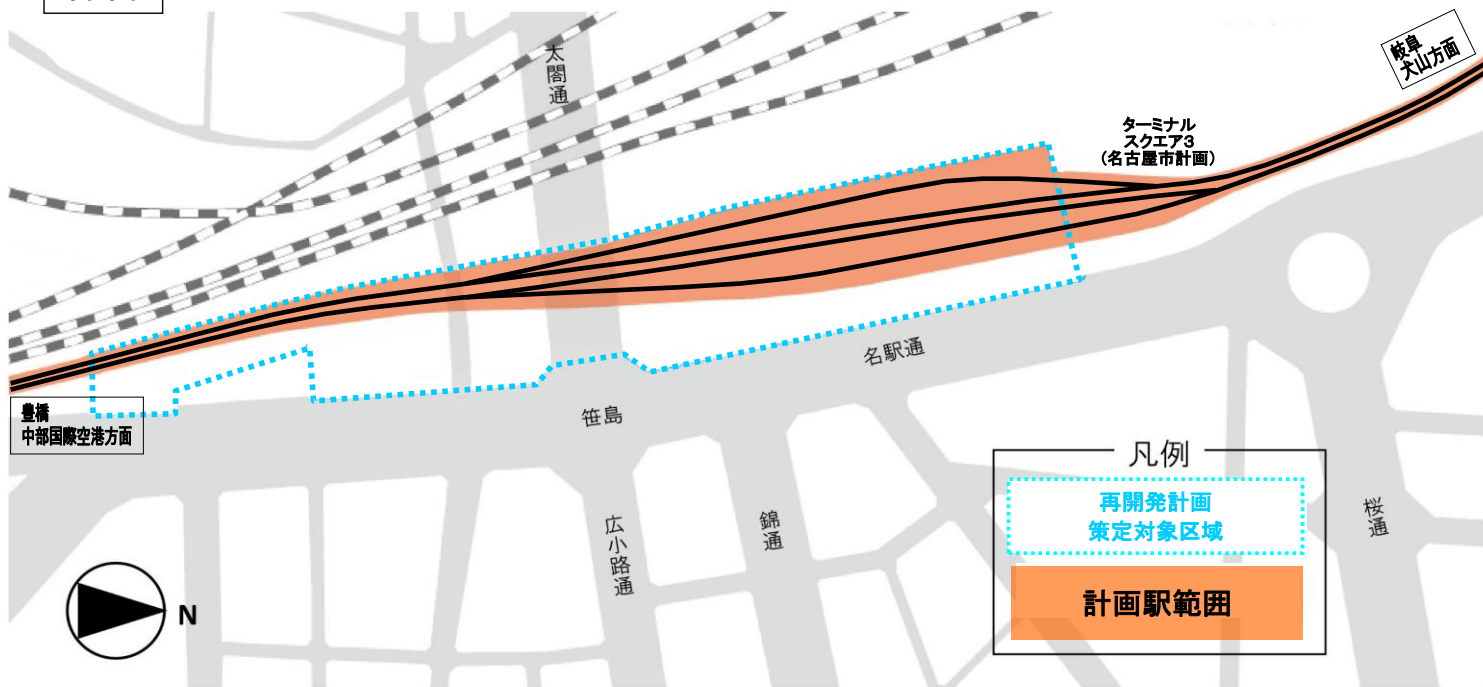 太閤通
岐阜
犬山方面
ターミナル
スクエア3
(名古屋市計画)
名駅通
豊橋
中部国際空港方面
笹島
凡例
再開発計画
策定対象区域
計画駅範囲
広小路通
錦通
桜通
N